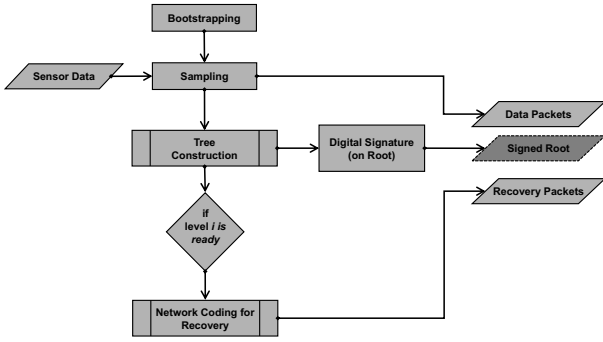 Bootstrapping
Sensor Data
Sampling
Data Packets
Tree
Construction
Digital Signature
(on Root)
Signed Root
Recovery Packets
if
level i is
ready
Network Coding for
Recovery